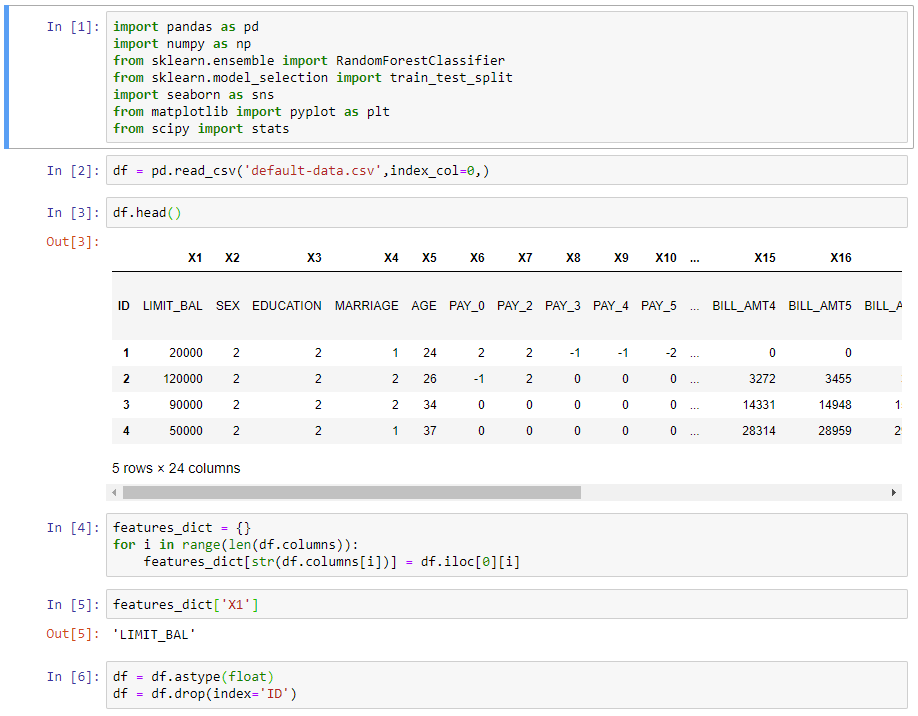 In [1]: import pandas as pd
import numpy as np
from sklearn.ensemble import RandomForestClassifier
from sklearn.model_selection import train_test_split
import seaborn as sns
from matplotlib import pyplot as plt
from scipy import stats
In [2]: df = pd.read_csv('default-data.csv',index_col=0,)
In [3]: df.head()
Out[3]:
X1 X2 X3 X4 X5 X6 X7 X8 X9 X10 ... X15 X16
ID LIMIT_BAL SEX EDUCATION MARRIAGE AGE PAY_0 PAY_2 PAY_3 PAY_4 PAY_5 ... BILL_AMT4 BILL_AMT5 BILL_A
1 20000 2 2 1 24 2 2 -1 -1 -2 ... 0 0
2 120000 2 2 2 26 -1 2 0 0 0 ... 3272 3455
3 90000 2 2 2 34 0 0 0 0 0 ... 14331 14948 1
4 50000 2 2 1 37 0 0 0 0 0 ... 28314 28959 2
5 rows × 24 columns
In [4]: features_dict = {}
for i in range(len(df.columns)):
    features_dict[str(df.columns[i])] = df.iloc[0][i]
In [5]: features_dict['X1']
Out[5]: 'LIMIT_BAL'
In [6]: df = df.astype(float)
df = df.drop(index='ID')